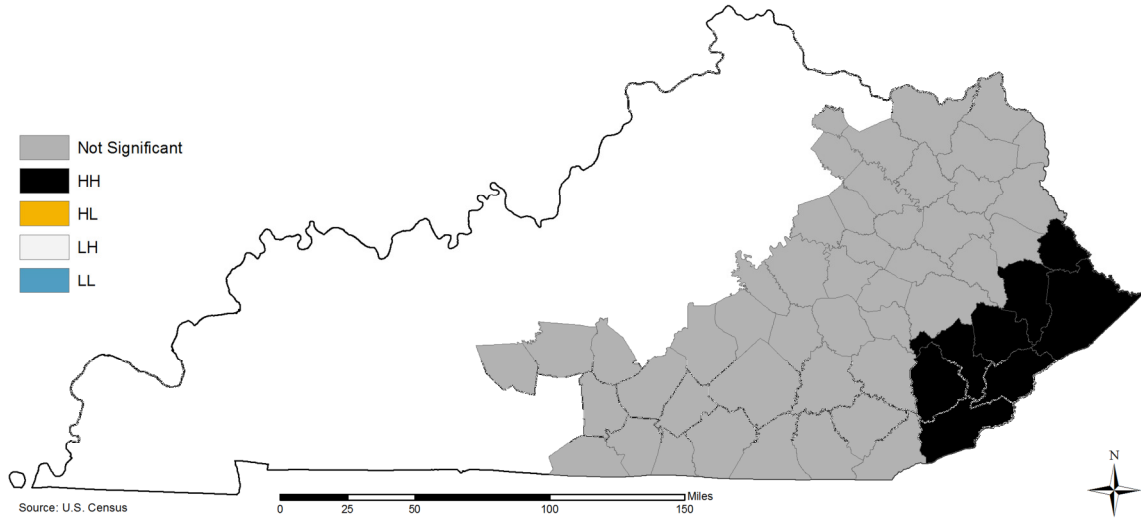 Not Significant
HH
HL
LH
LL
N
Miles
0 25 50 100 150
Source: U.S. Census